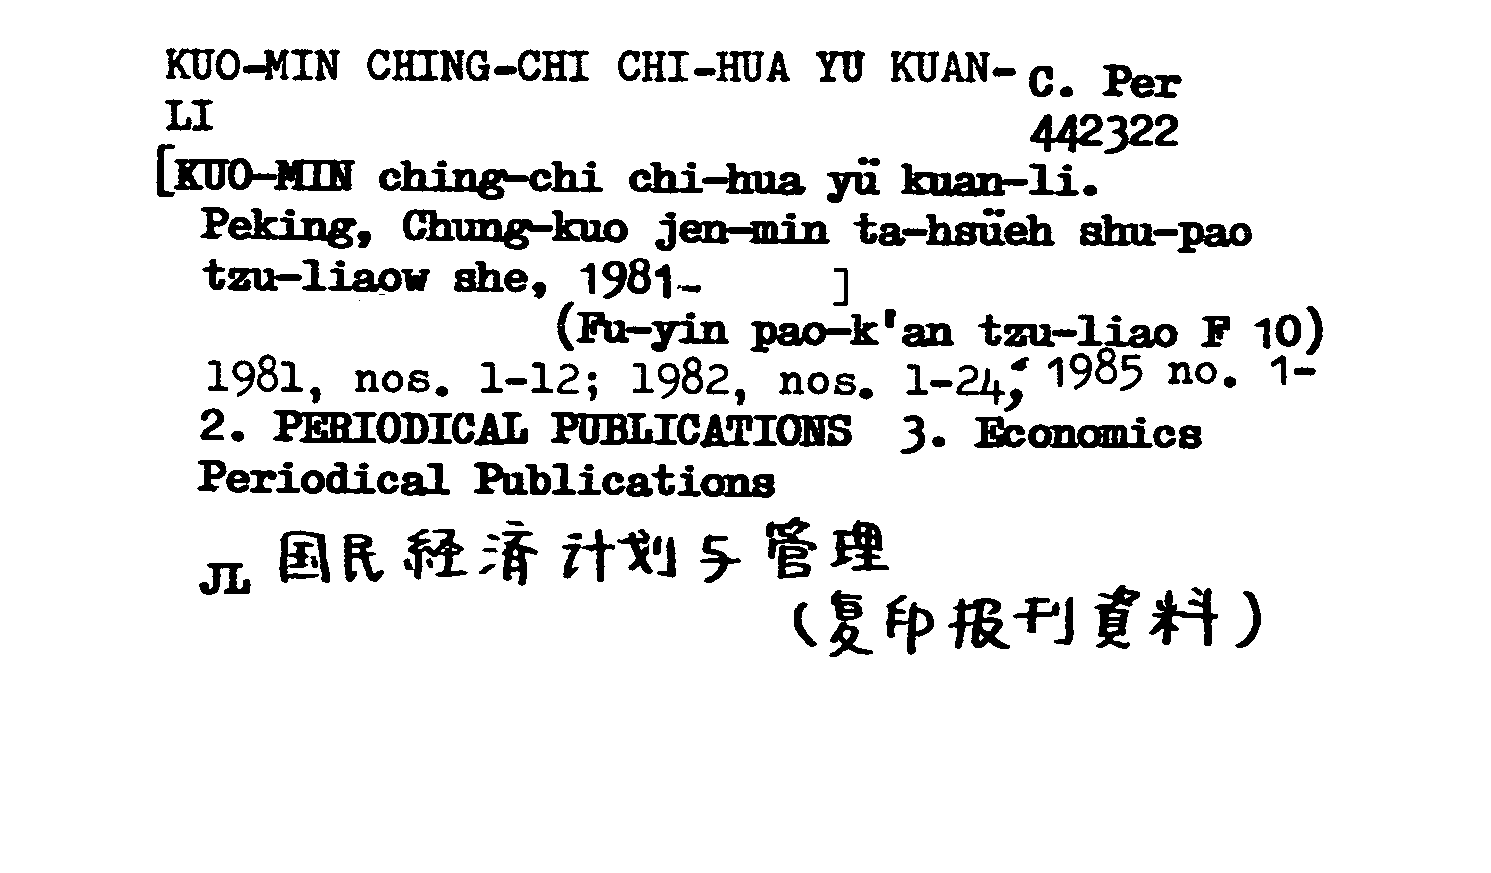 KUO-MIN CHING-CHI CHI-HUA YU KUAN-
LI
C. Per
442322
[KUO-MIN ching-chi chi-hua yü kuan-li.
Peking, Chung-kuo jen-min ta-hsüeh shu-pao
tzu-liaow she, 1981-          ]
(Fu-yin pao-k'an tzu-liao F 10)
1981, nos. 1-12; 1982, nos. 1-24; 1985 no. 1-
2. PERIODICAL PUBLICATIONS 3. Economics
Periodical Publications
JL 国民経済计划与管理
(复印报刊資料)